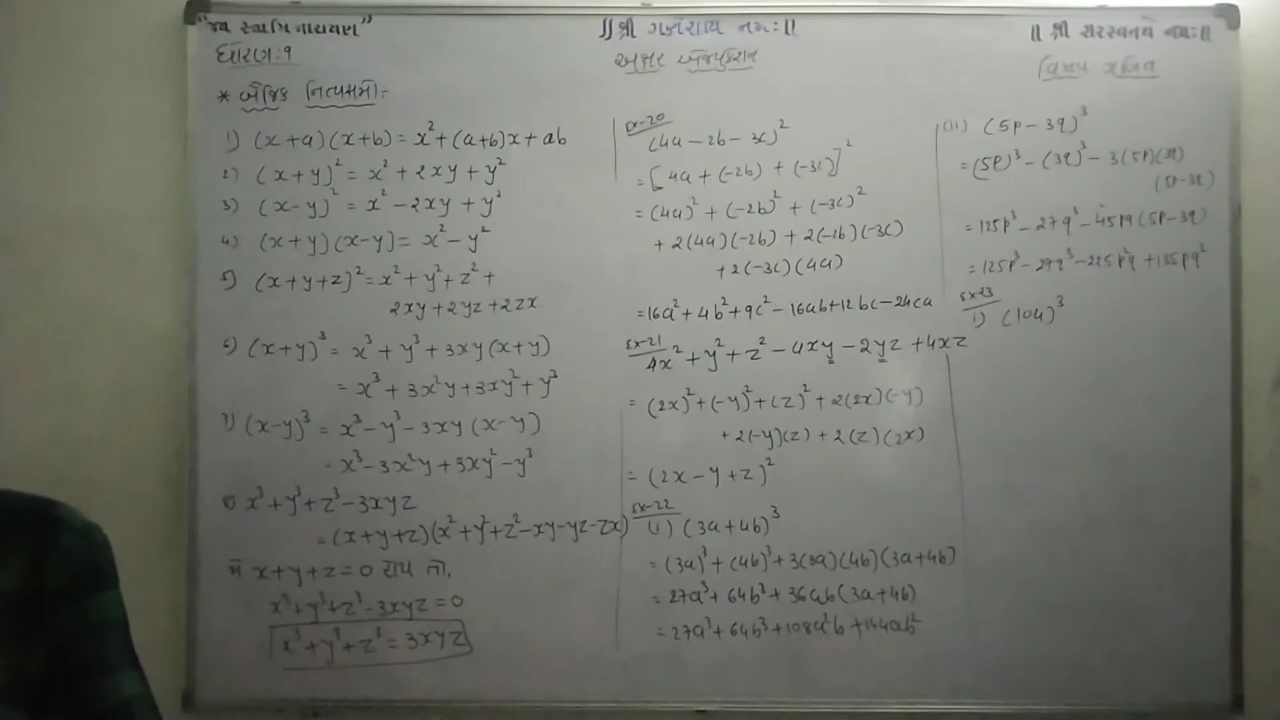 "જય સ્વામિનારાયણ"
॥ શ્રી ગણેશાય નમઃ ॥
॥ શ્રી સરસ્વતયૈ નમઃ ॥
ધોરણ: ૧
અક્ષર એજ્યુકેશન
વિષય ગણિત
* બૈજિક નિત્યસમો:-
1) (x+a)(x+b) = x²+(a+b)x+ab
2) (x+y)² = x²+2xy+y²
3) (x-y)² = x²-2xy+y²
4) (x+y)(x-y) = x²-y²
5) (x+y+z)² = x²+y²+z²+
2xy+2yz+2zx
6) (x+y)³ = x³+y³+3xy(x+y)
= x³+3x²y+3xy²+y³
7) (x-y)³ = x³-y³-3xy(x-y)
= x³-3x²y+3xy²-y³
8) x³+y³+z³-3xyz
= (x+y+z)(x²+y²+z²-xy-yz-zx)
x+y+z=0 હોય તો,
x³+y³+z³-3xyz=0
x³+y³+z³=3xyz
Ex-20
(4a-2b-3c)²
= [4a+(-2b)+(-3c)]²
= (4a)²+(-2b)²+(-3c)²
+2(4a)(-2b)+2(-2b)(-3c)
+2(-3c)(4a)
= 16a²+4b²+9c²-16ab+12bc-24ca
Ex-21
4x²+y²+z²-4xy-2yz+4xz
= (2x)²+(-y)²+(z)²+2(2x)(-y)
+2(-y)(z)+2(z)(2x)
= (2x-y+z)²
Ex-22
(i) (3a+4b)³
= (3a)³+(4b)³+3(3a)(4b)(3a+4b)
= 27a³+64b³+36ab(3a+4b)
= 27a³+64b³+108a²b+144ab²
(ii) (5p-3q)³
= (5p)³-(3q)³-3(5p)(3q)
(5p-3q)
= 125p³-27q³-45pq(5p-3q)
= 125p³-27q³-225p²q+135pq²
Ex-23
i) (104)³